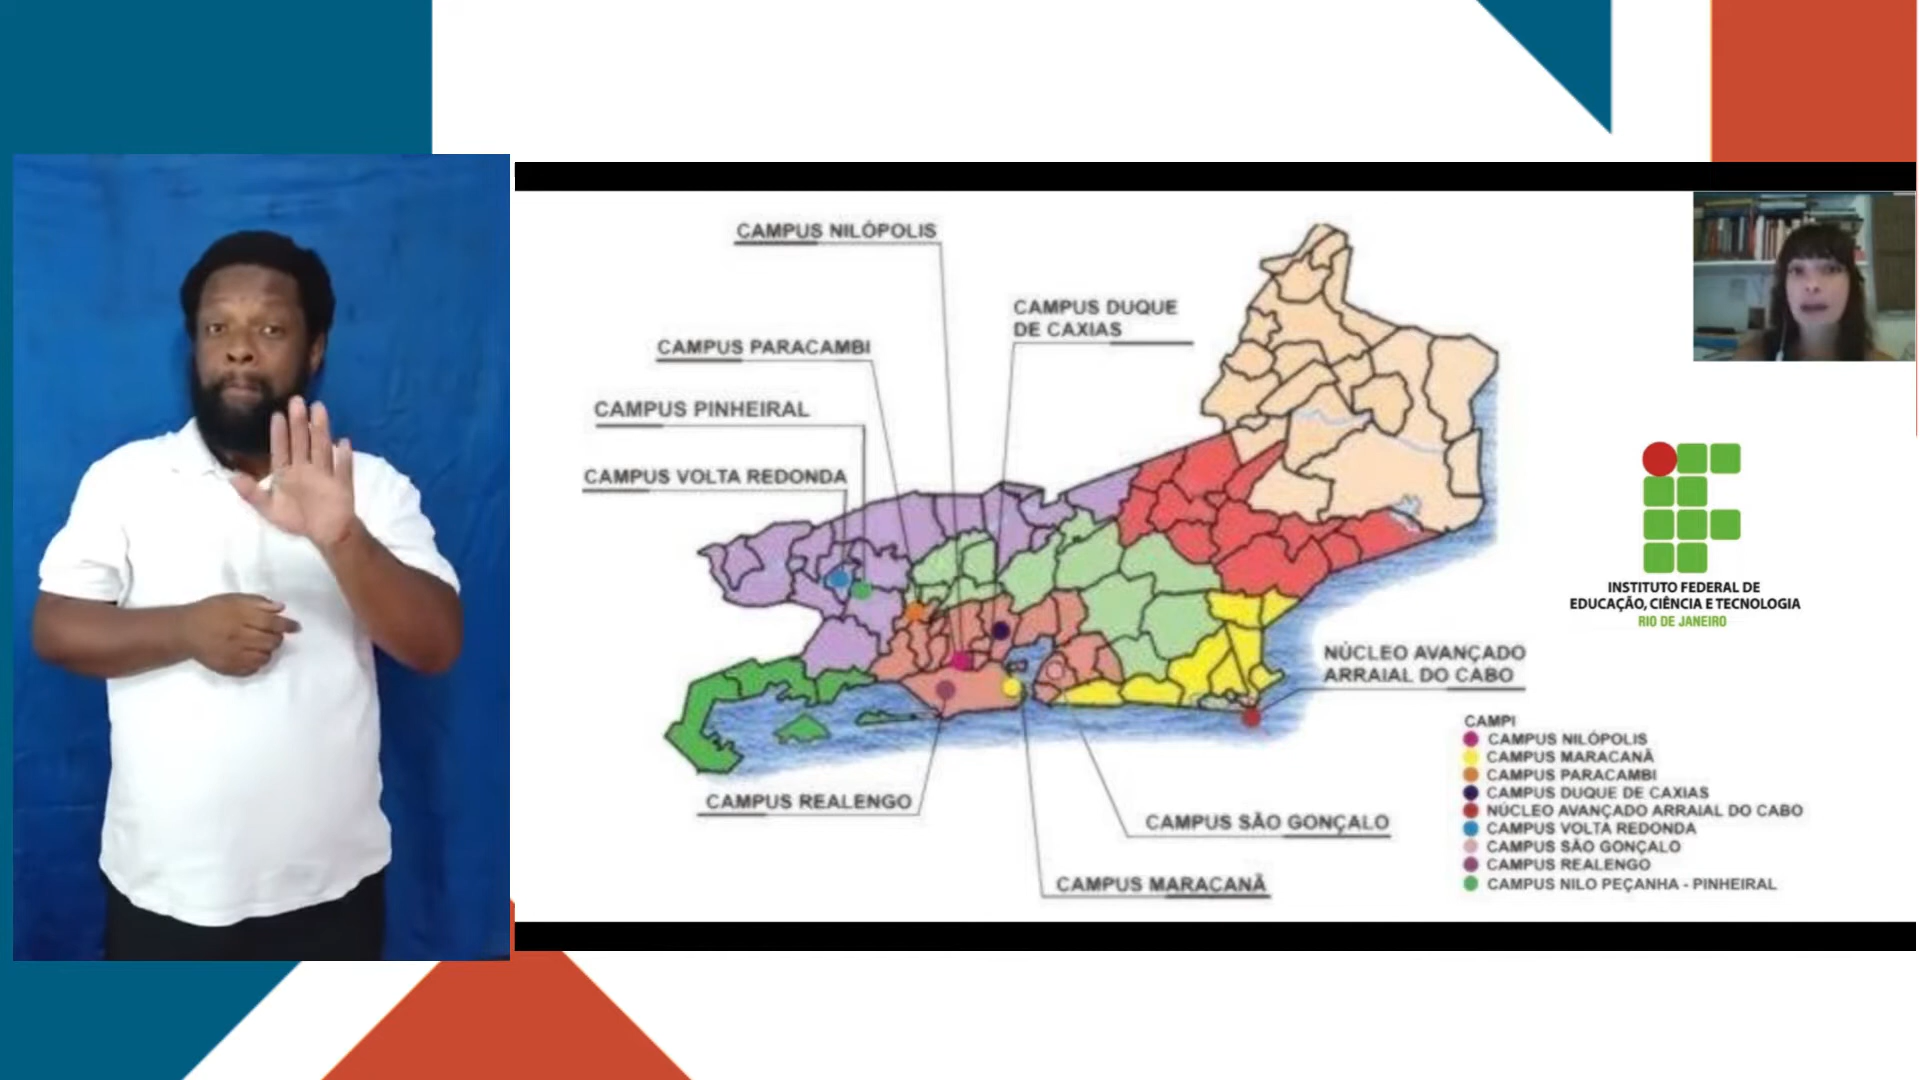 CAMPUS NILÓPOLIS
CAMPUS DUQUE
DE CAXIAS
CAMPUS PARACAMBI
CAMPUS PINHEIRAL
CAMPUS VOLTA REDONDA
INSTITUTO FEDERAL DE
EDUCAÇÃO, CIÊNCIA E TECNOLOGIA
RIO DE JANEIRO
NÚCLEO AVANÇADO
ARRAIAL DO CABO
CAMPUS REALENGO
CAMPUS SÃO GONÇALO
CAMPUS MARACANÃ
CAMPI
CAMPUS NILÓPOLIS
CAMPUS MARACANÃ
CAMPUS PARACAMBI
CAMPUS DUQUE DE CAXIAS
NÚCLEO AVANÇADO ARRAIAL DO CABO
CAMPUS VOLTA REDONDA
CAMPUS SÃO GONÇALO
CAMPUS REALENGO
CAMPUS NILO PEÇANHA - PINHEIRAL